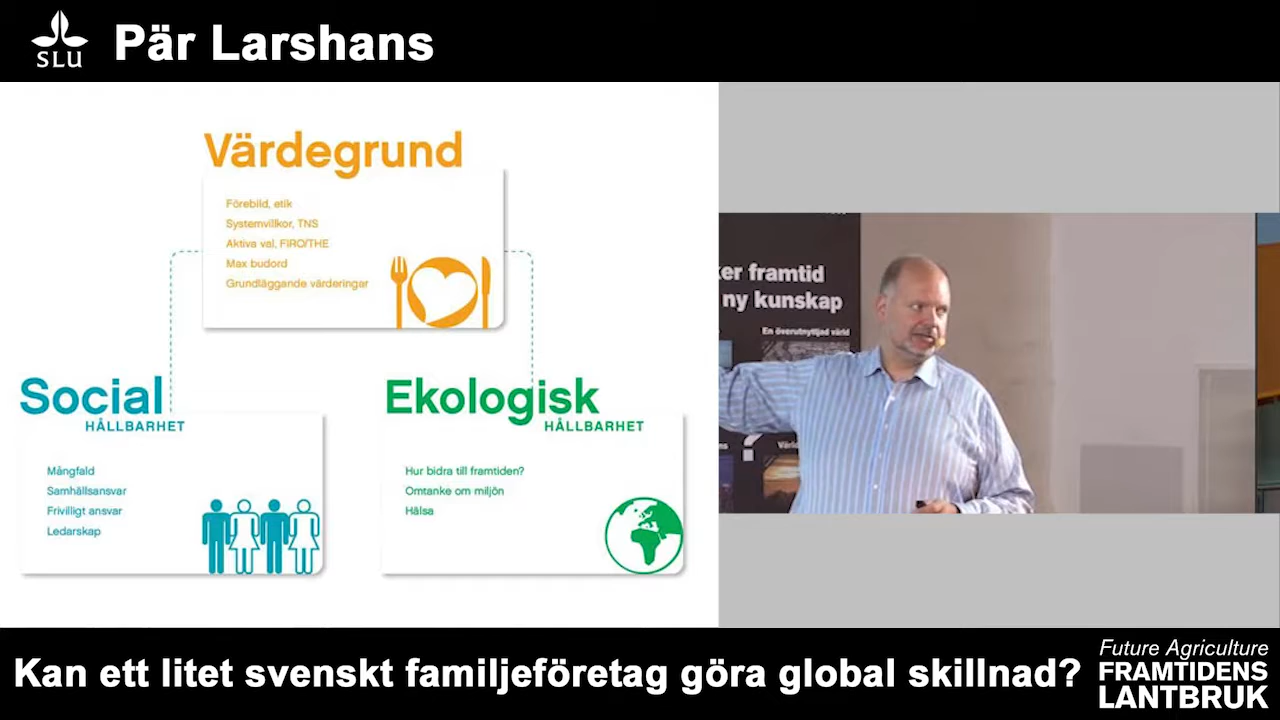 SLU
Pär Larshans
Värdegrund
Förebild, etik
Systemvillkor, TNS
Aktiva val, FIRO/THE
Max budord
Grundläggande värderingar
Social
HÅLLBARHET
Mångfald
Samhällsansvar
Frivilligt ansvar
Ledarskap
Ekologisk
HÅLLBARHET
Hur bidra till framtiden?
Omtanke om miljön
Hälsa
ker framtid
ny kunskap
En överutnyttjad värld
Kan ett litet svenskt familjeföretag göra global skillnad?
Future Agriculture
FRAMTIDENS
LANTBRUK